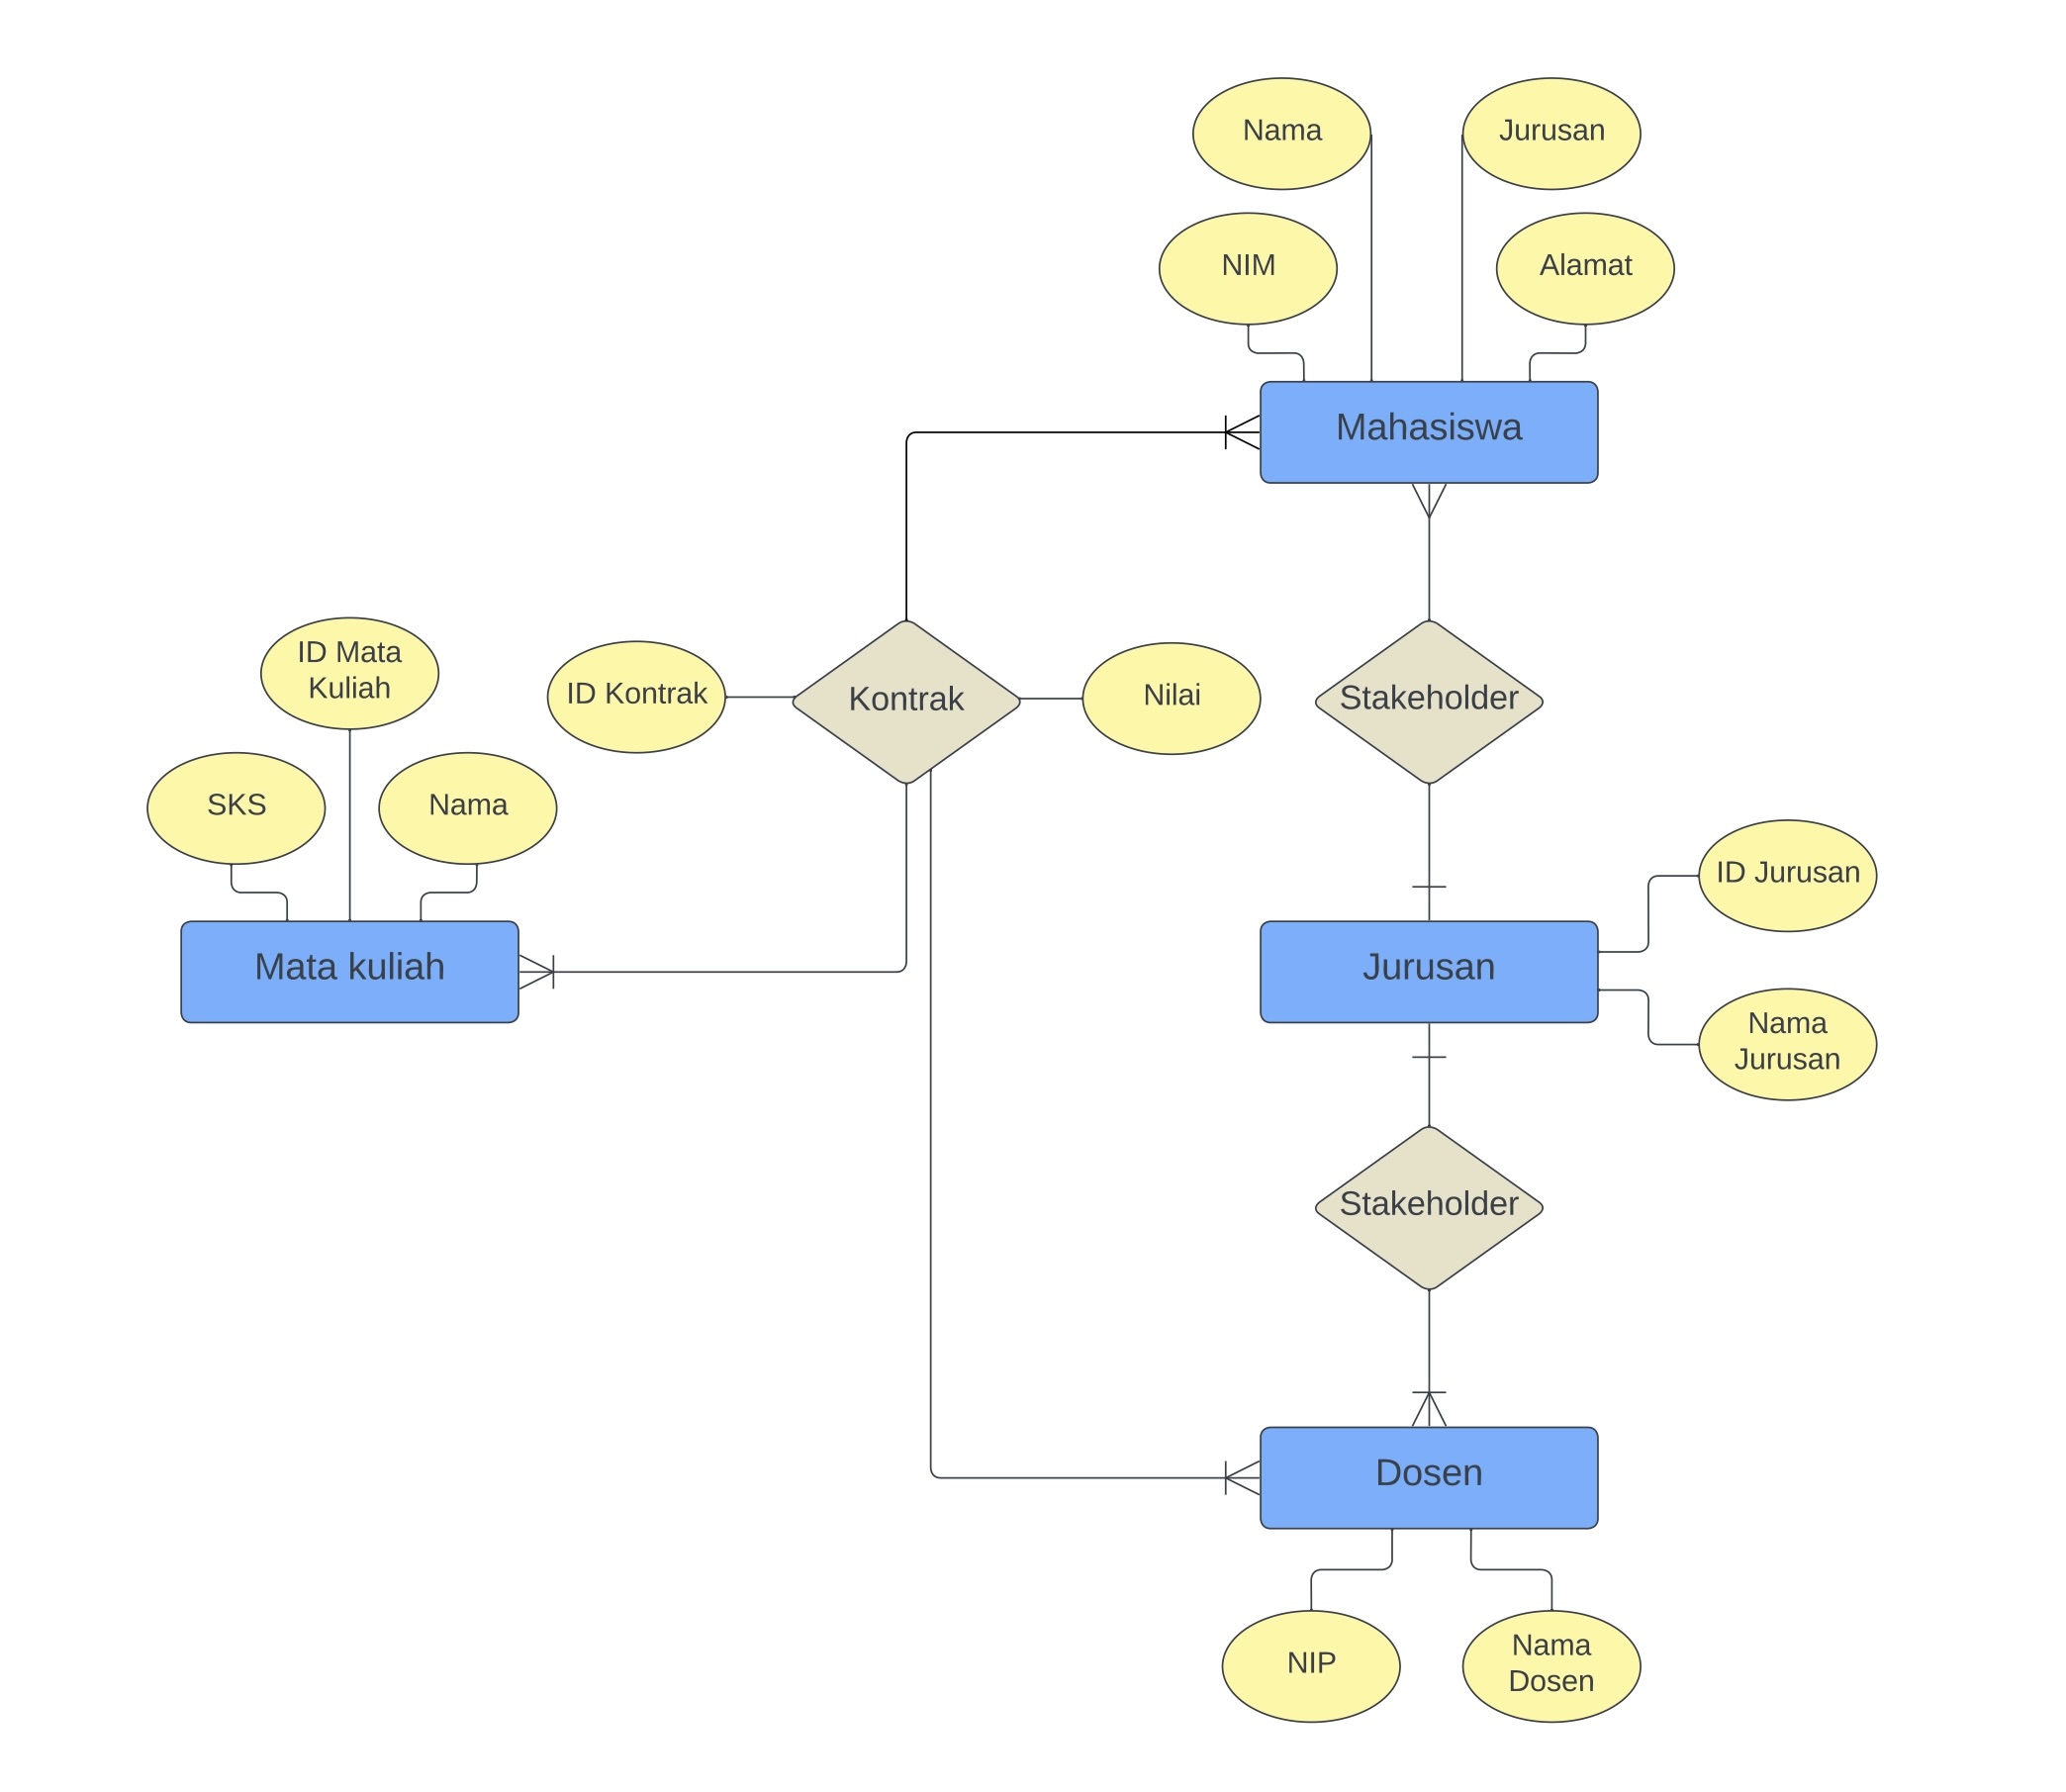 Nama
Jurusan
NIM
Alamat
Mahasiswa
ID Mata
Kuliah
ID Kontrak
Kontrak
Nilai
Stakeholder
SKS
Nama
ID Jurusan
Mata kuliah
Jurusan
Nama
Jurusan
Stakeholder
Dosen
NIP
Nama
Dosen